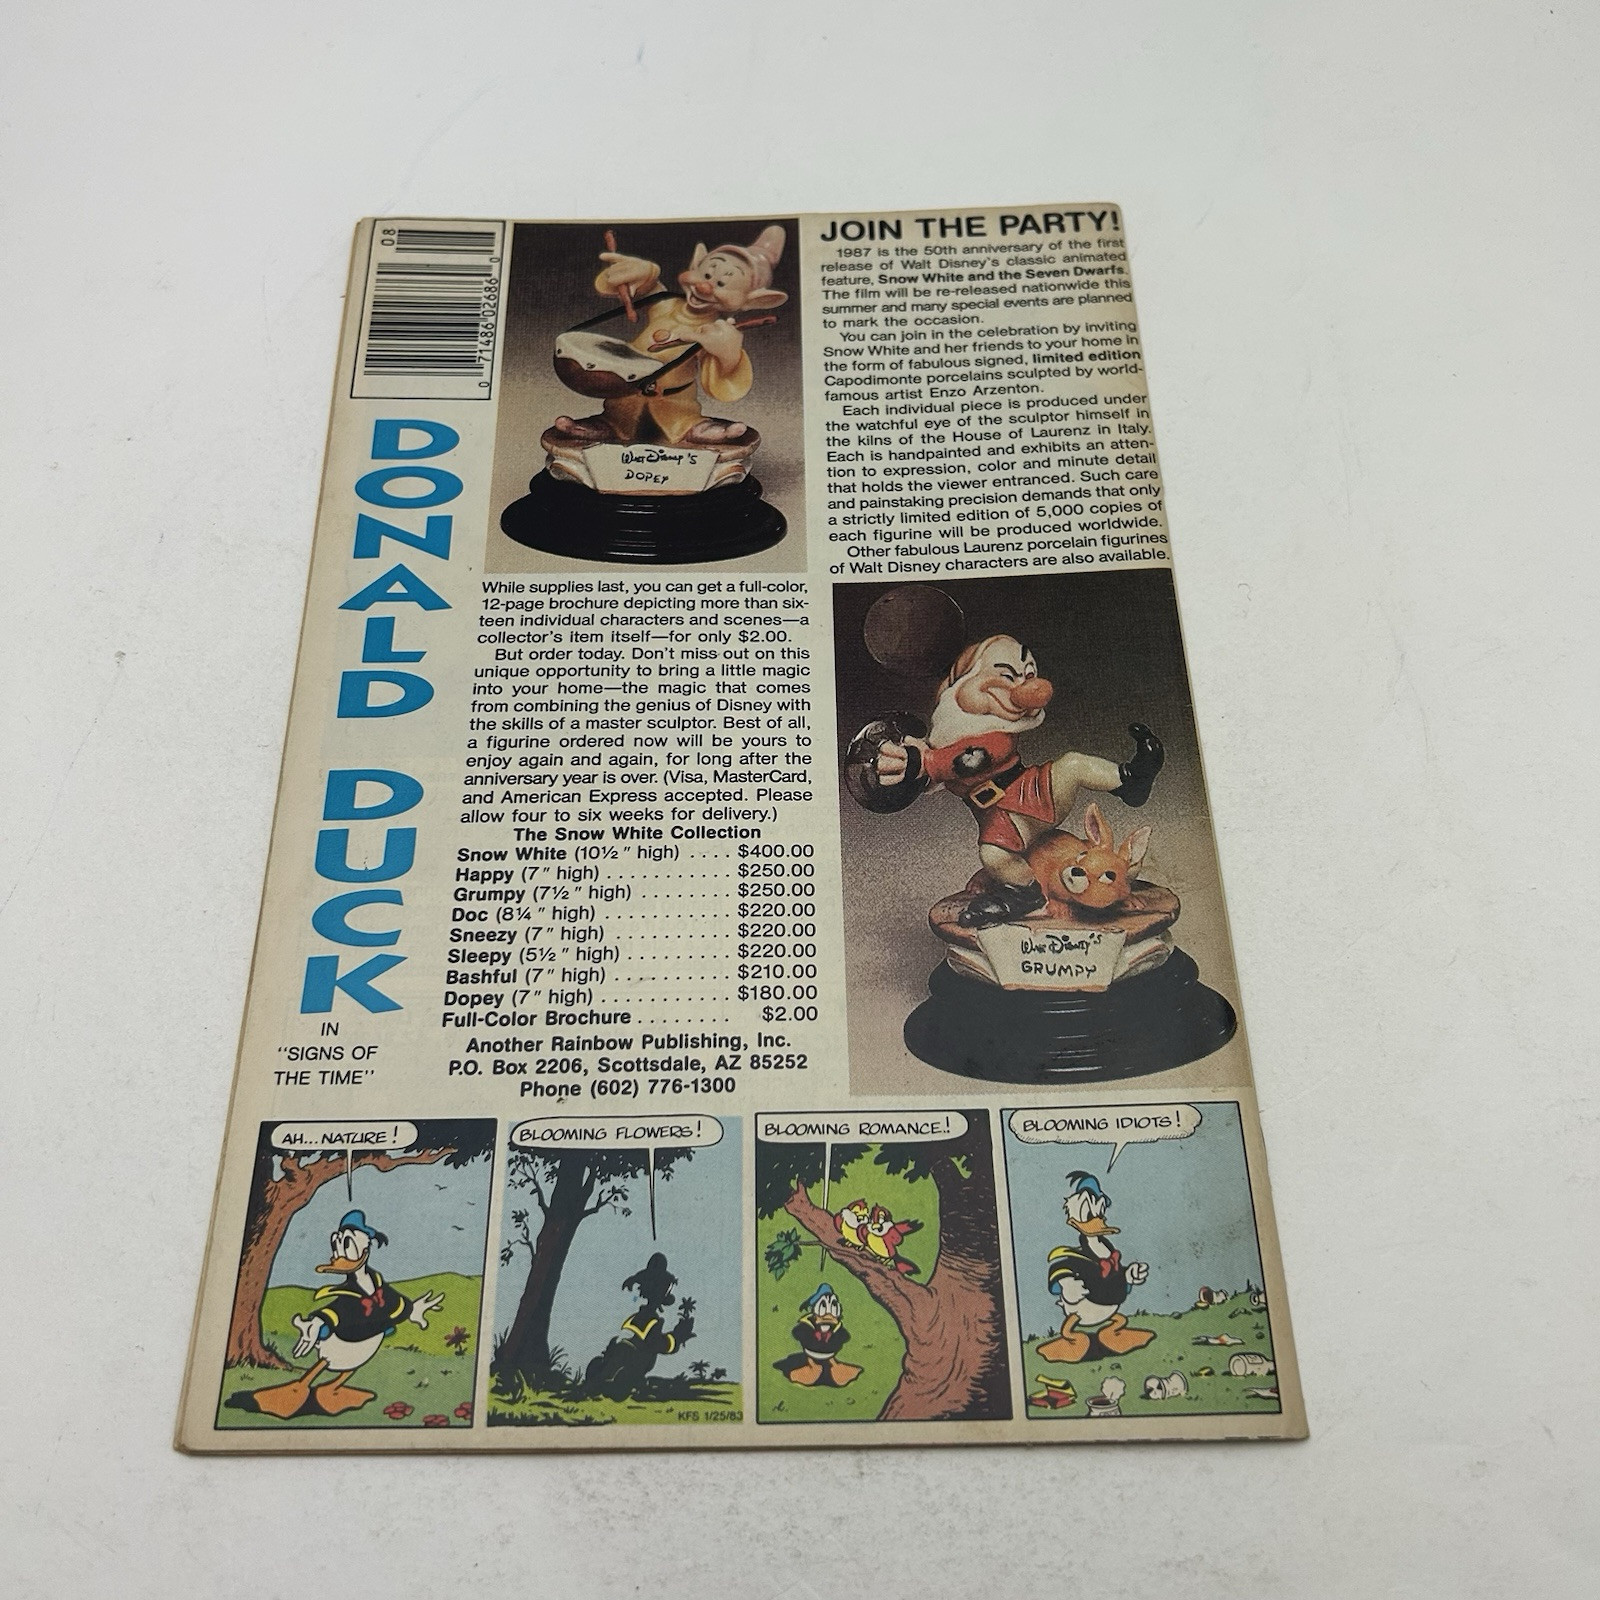 08
0 71486 02686 0
DONALD DUCK
IN
"SIGNS OF
THE TIME"
Walt Disney's
DOPEY
JOIN THE PARTY!
1987 is the 50th anniversary of the first
release of Walt Disney's classic animated
feature, Snow White and the Seven Dwarfs.
The film will be re-released nationwide this
summer and many special events are planned
to mark the occasion.
You can join in the celebration by inviting
Snow White and her friends to your home in
the form of fabulous signed, limited edition
Capodimonte porcelains sculpted by world-
famous artist Enzo Arzenton.
Each individual piece is produced under
the watchful eye of the sculptor himself in
the kilns of the House of Laurenz in Italy.
Each is handpainted and exhibits an atten-
tion to expression, color and minute detail
that holds the viewer entranced. Such care
and painstaking precision demands that only
a strictly limited edition of 5,000 copies of
each figurine will be produced worldwide.
Other fabulous Laurenz porcelain figurines
of Walt Disney characters are also available.
While supplies last, you can get a full-color,
12-page brochure depicting more than six-
teen individual characters and scenes—a
collector's item itself—for only $2.00.
But order today. Don't miss out on this
unique opportunity to bring a little magic
into your home—the magic that comes
from combining the genius of Disney with
the skills of a master sculptor. Best of all,
a figurine ordered now will be yours to
enjoy again and again, for long after the
anniversary year is over. (Visa, MasterCard,
and American Express accepted. Please
allow four to six weeks for delivery.)
The Snow White Collection
Snow White (10½" high) .... $400.00
Happy (7" high) ........... $250.00
Grumpy (7½" high) ........ $250.00
Doc (8¼" high) ........... $220.00
Sneezy (7" high) .......... $220.00
Sleepy (5½" high) ......... $220.00
Bashful (7" high) .......... $210.00
Dopey (7" high) ........... $180.00
Full-Color Brochure ........ $2.00
Another Rainbow Publishing, Inc.
P.O. Box 2206, Scottsdale, AZ 85252
Phone (602) 776-1300
Walt Disney's
GRUMPY
AH...NATURE!
BLOOMING FLOWERS!
KFS 1/25/83
BLOOMING ROMANCE!
BLOOMING IDIOTS!